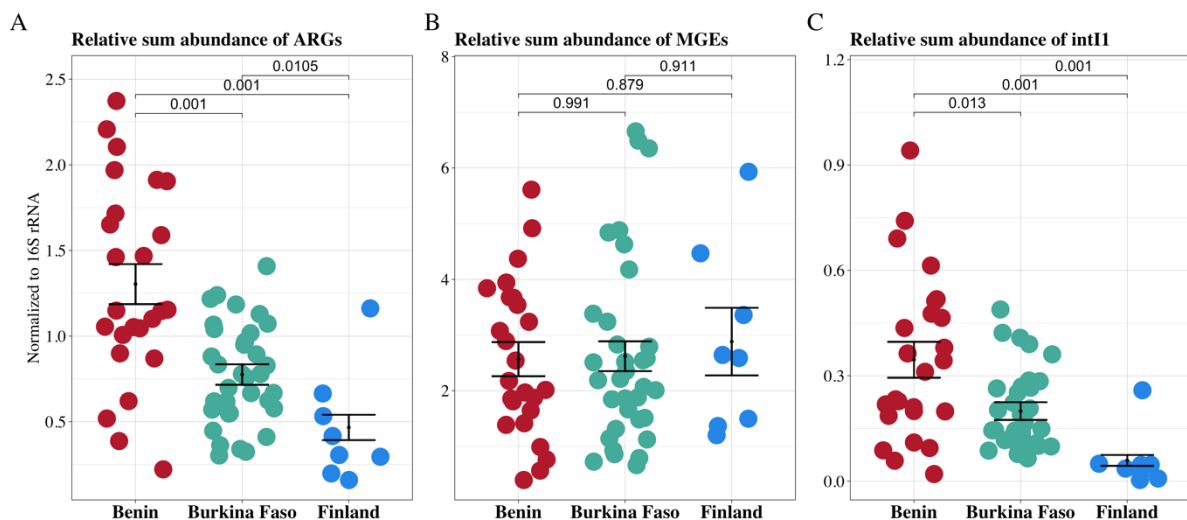 A
Relative sum abundance of ARGs
Normalized to 16S rRNA
2.5
2.0
1.5
1.0
0.5
0.0105
0.001
0.001
Benin Burkina Faso Finland
B
Relative sum abundance of MGEs
8
6
4
2
0.911
0.879
0.991
Benin Burkina Faso Finland
C
Relative sum abundance of intI1
1.2
0.9
0.6
0.3
0.0
0.001
0.001
0.013
Benin Burkina Faso Finland